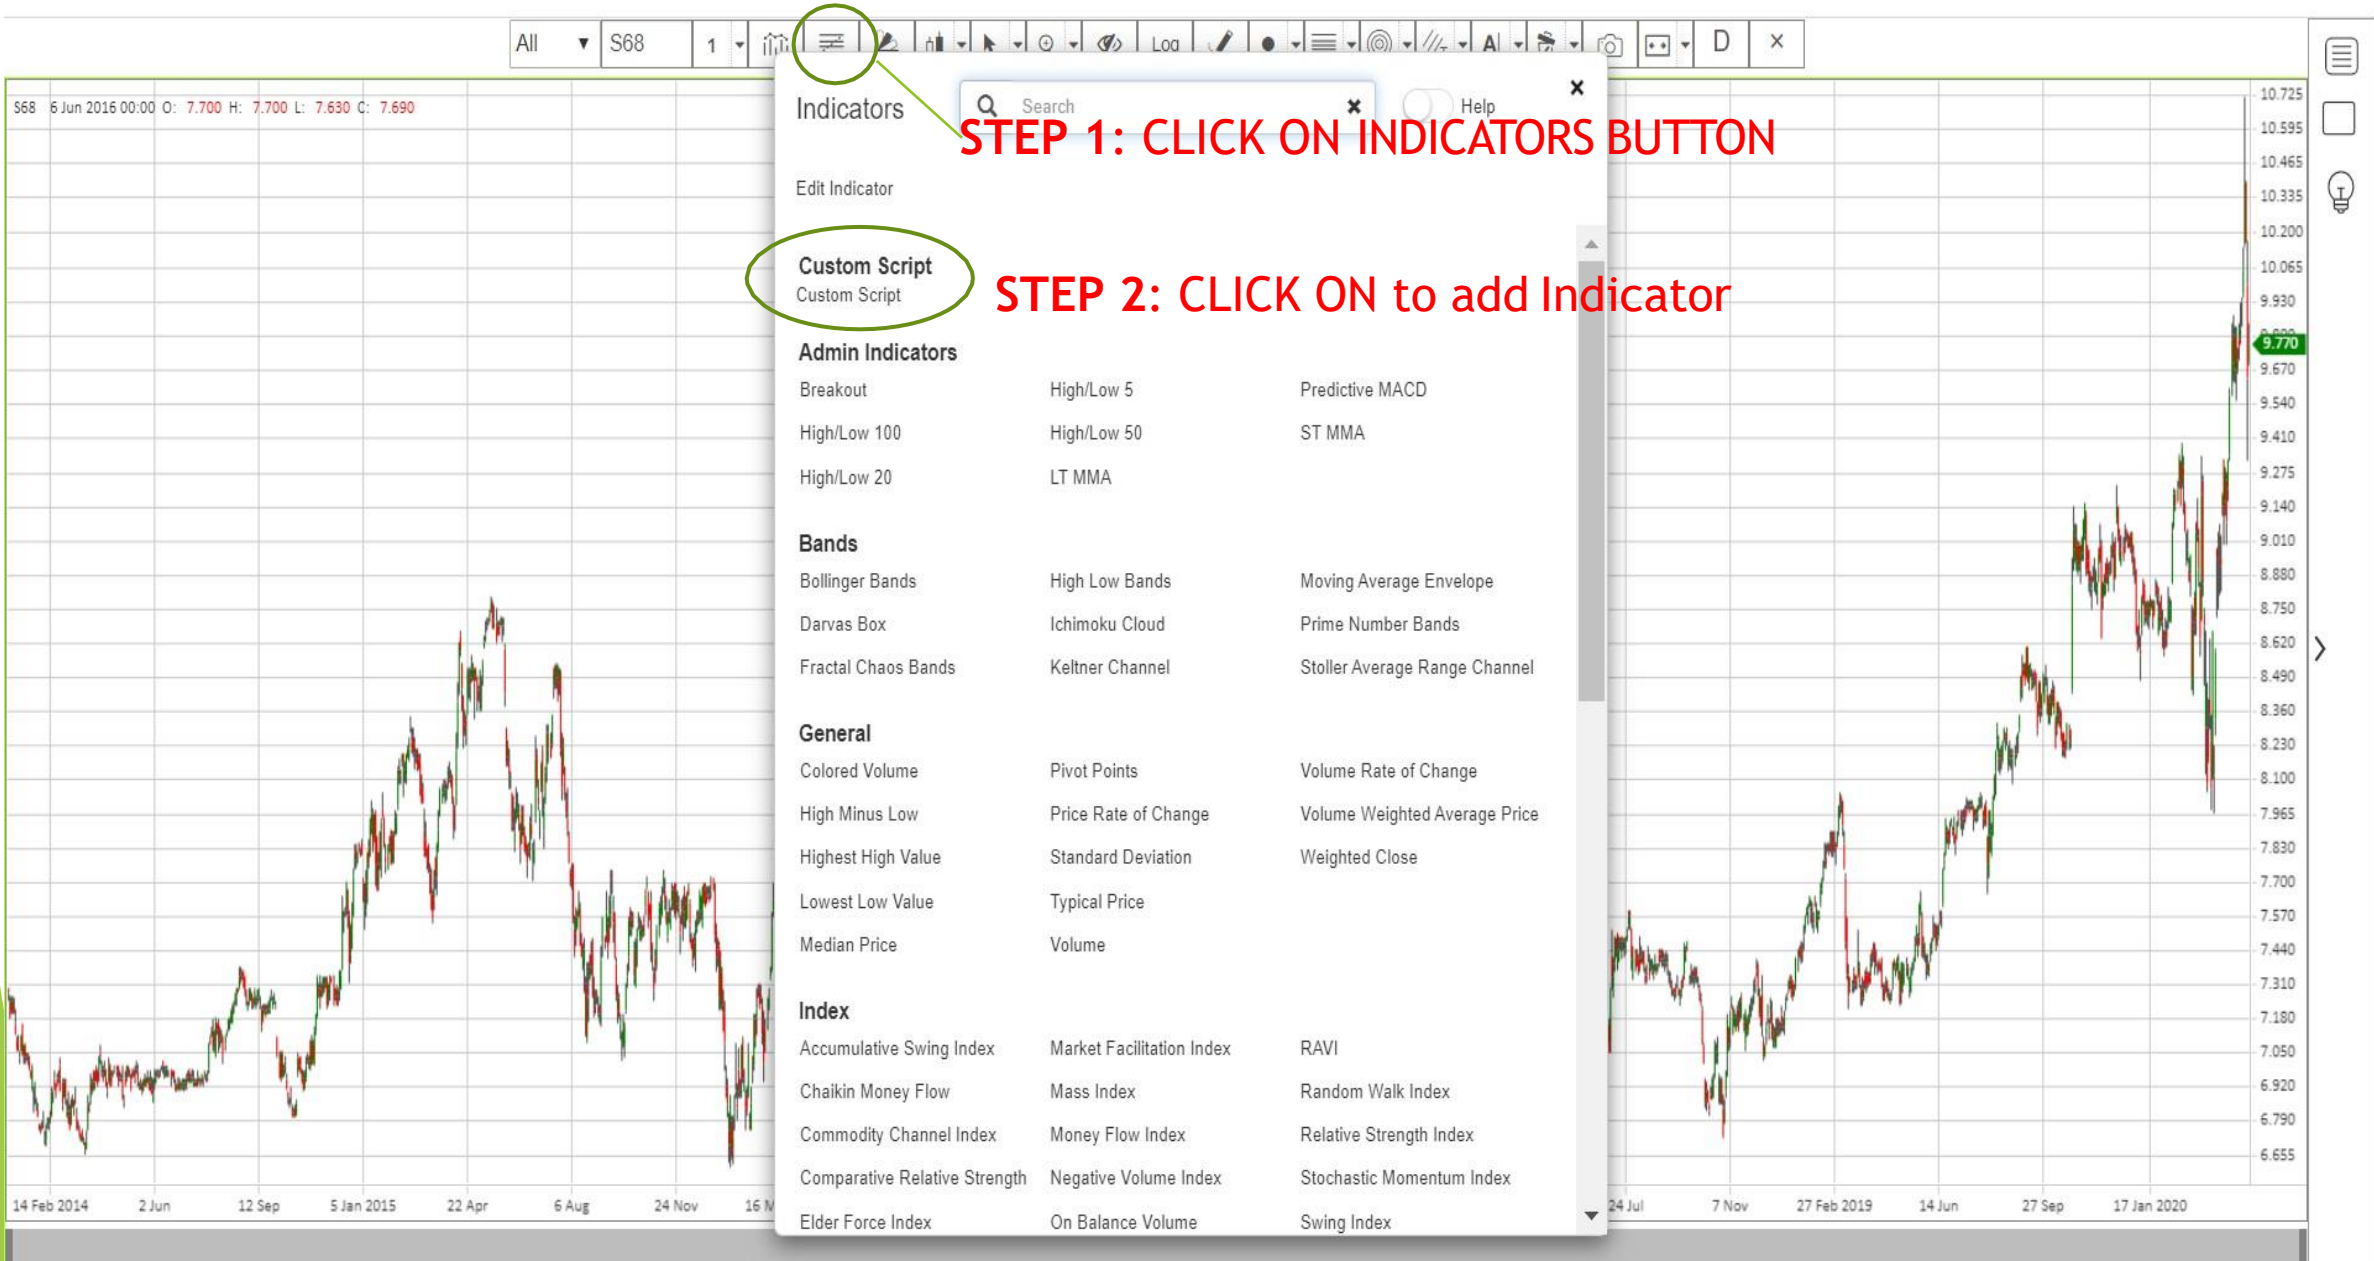 All
S68
1
Log
A
D
×
S68 6 Jun 2016 00:00 O: 7.700 H: 7.700 L: 7.630 C: 7.690
Indicators
Search
Help
STEP 1: CLICK ON INDICATORS BUTTON
Edit Indicator
Custom Script
Custom Script
STEP 2: CLICK ON to add Indicator
Admin Indicators
Breakout High/Low 5 Predictive MACD
High/Low 100 High/Low 50 ST MMA
High/Low 20 LT MMA
Bands
Bollinger Bands High Low Bands Moving Average Envelope
Darvas Box Ichimoku Cloud Prime Number Bands
Fractal Chaos Bands Keltner Channel Stoller Average Range Channel
General
Colored Volume Pivot Points Volume Rate of Change
High Minus Low Price Rate of Change Volume Weighted Average Price
Highest High Value Standard Deviation Weighted Close
Lowest Low Value Typical Price
Median Price Volume
Index
Accumulative Swing Index Market Facilitation Index RAVI
Chaikin Money Flow Mass Index Random Walk Index
Commodity Channel Index Money Flow Index Relative Strength Index
Comparative Relative Strength Negative Volume Index Stochastic Momentum Index
Elder Force Index On Balance Volume Swing Index
10.725
10.595
10.465
10.335
10.200
10.065
9.930
9.770
9.670
9.540
9.410
9.275
9.140
9.010
8.880
8.750
8.620
8.490
8.360
8.230
8.100
7.965
7.830
7.700
7.570
7.440
7.310
7.180
7.050
6.920
6.790
6.655
14 Feb 2014 2 Jun 12 Sep 5 Jan 2015 22 Apr 6 Aug 24 Nov 16 24 Jul 7 Nov 27 Feb 2019 14 Jun 27 Sep 17 Jan 2020